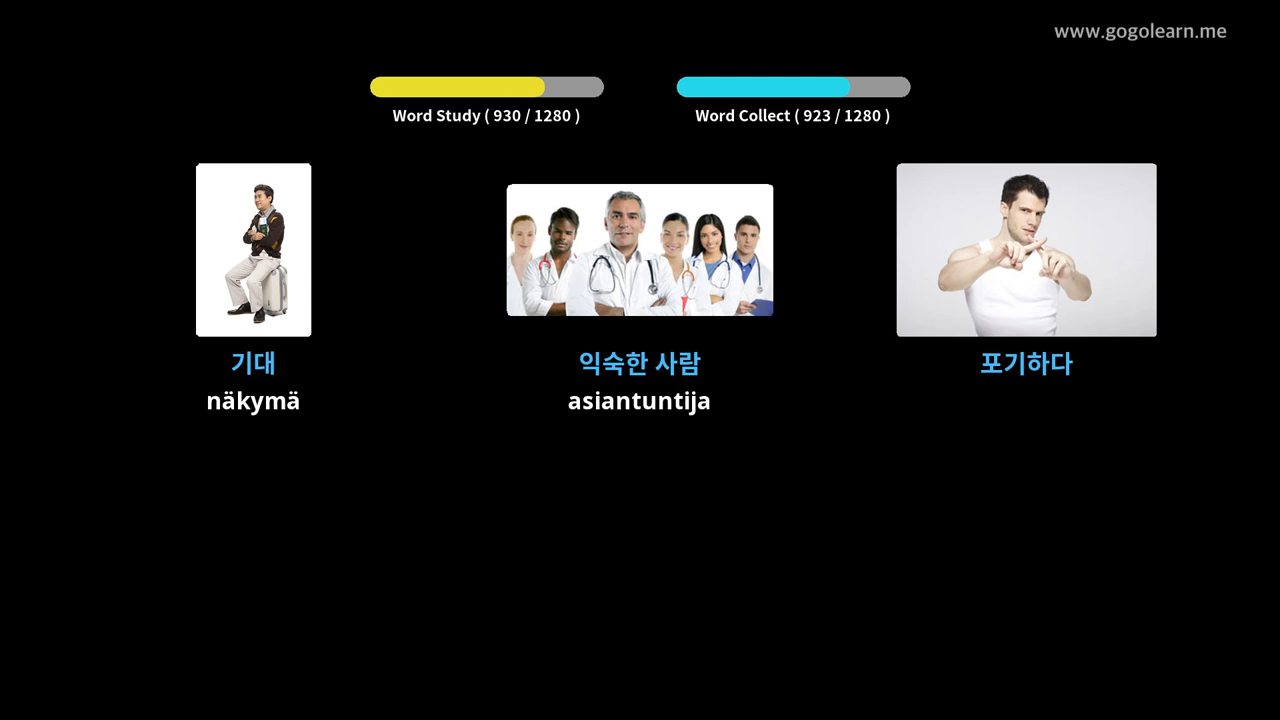 www.gogolearn.me
Word Study ( 930 / 1280 )
Word Collect ( 923 / 1280 )
기대
익숙한 사람
포기하다
näkymä
asiantuntija